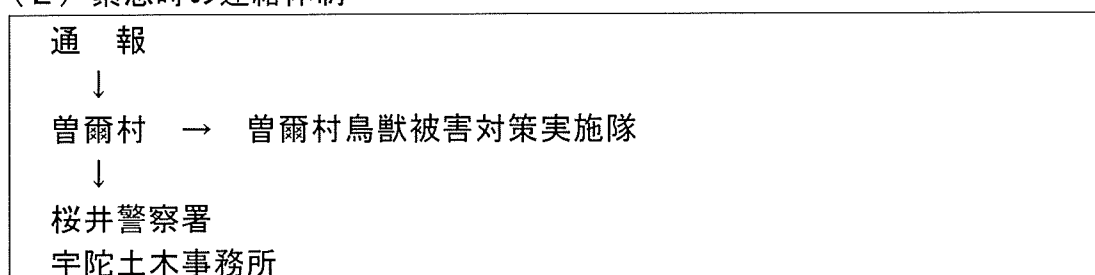 (2)緊急時の連絡体制
通 報
↓
曽爾村 → 曽爾村鳥獣被害対策実施隊
↓
桜井警察署
宇陀土木事務所